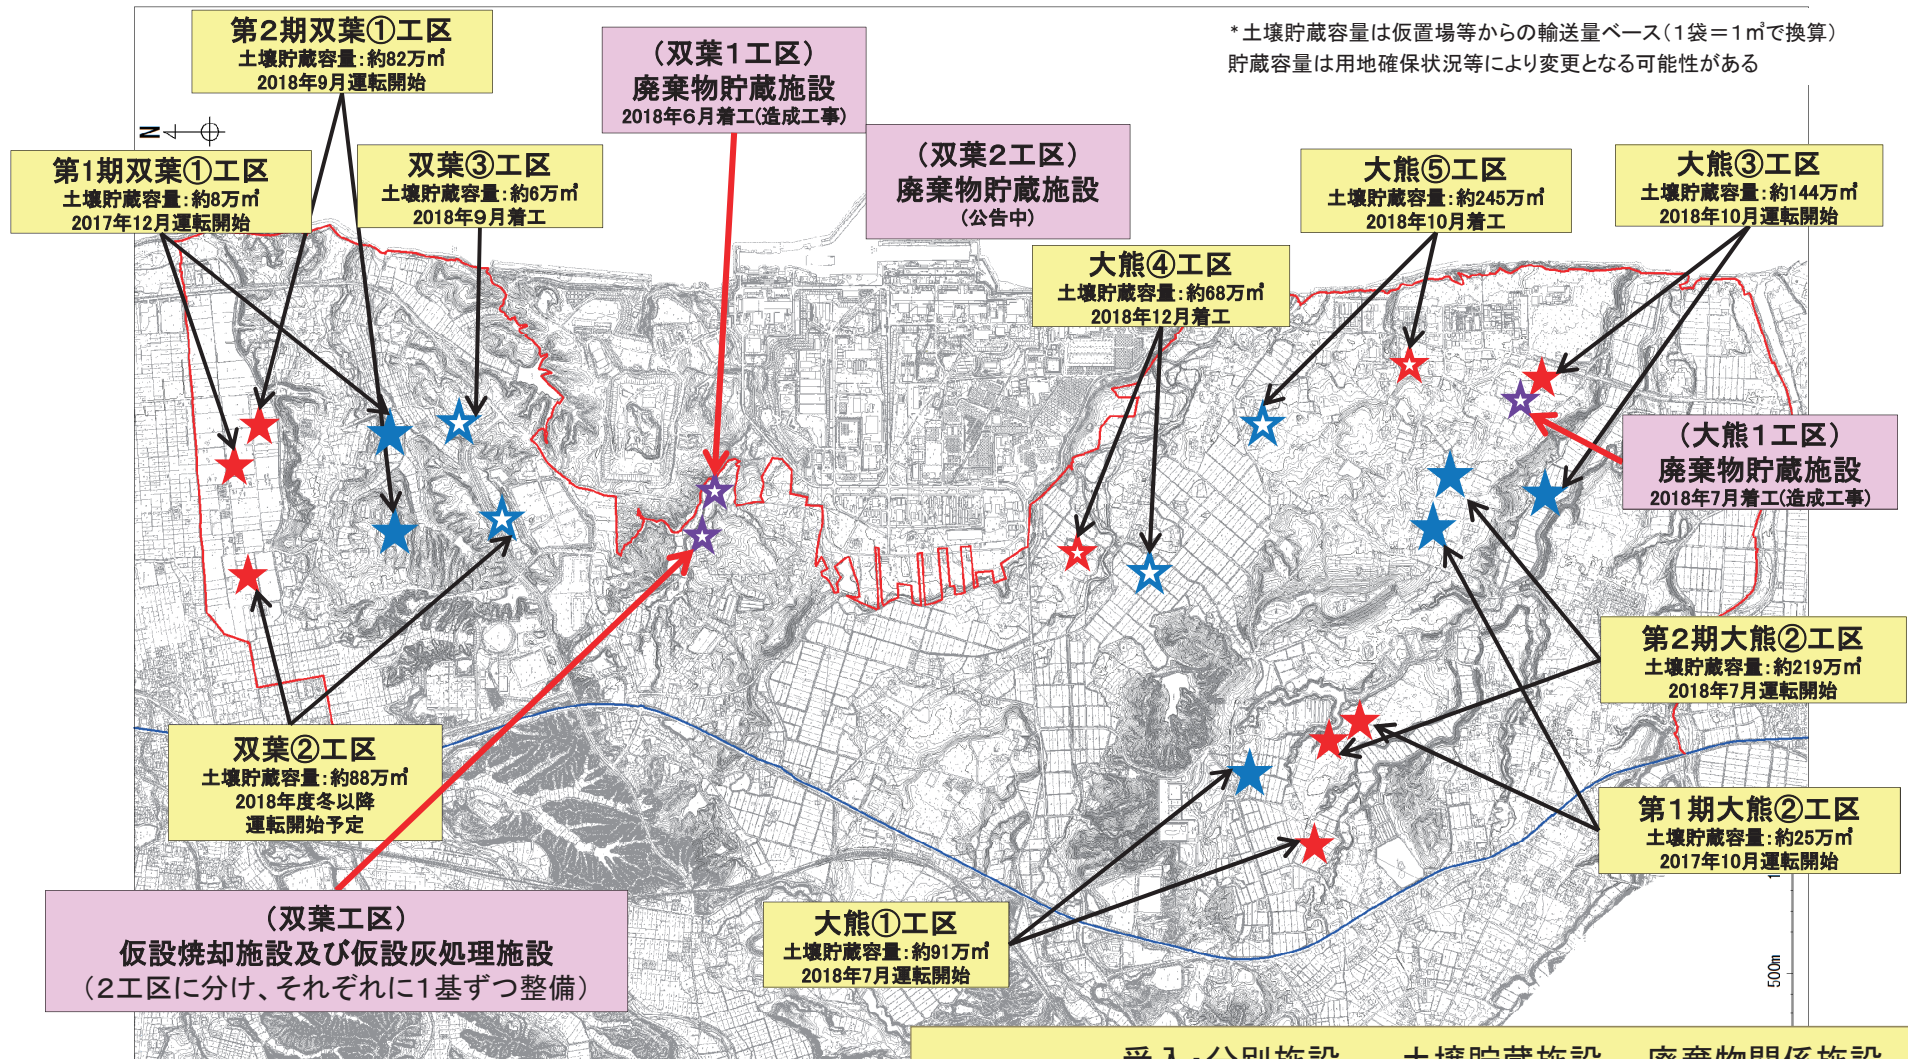 *土壌貯蔵容量は仮置場等からの輸送量ベース(1袋=1㎥で換算)
貯蔵容量は用地確保状況等により変更となる可能性がある
第2期双葉①工区
土壌貯蔵容量:約82万㎥
2018年9月運転開始
(双葉1工区)
廃棄物貯蔵施設
2018年6月着工(造成工事)
N
第1期双葉①工区
土壌貯蔵容量:約8万㎥
2017年12月運転開始
双葉③工区
土壌貯蔵容量:約6万㎥
2018年9月着工
(双葉2工区)
廃棄物貯蔵施設
(公告中)
大熊⑤工区
土壌貯蔵容量:約245万㎥
2018年10月着工
大熊③工区
土壌貯蔵容量:約144万㎥
2018年10月運転開始
大熊④工区
土壌貯蔵容量:約68万㎥
2018年12月着工
(大熊1工区)
廃棄物貯蔵施設
2018年7月着工(造成工事)
第2期大熊②工区
土壌貯蔵容量:約219万㎥
2018年7月運転開始
双葉②工区
土壌貯蔵容量:約88万㎥
2018年度冬以降
運転開始予定
第1期大熊②工区
土壌貯蔵容量:約25万㎥
2017年10月運転開始
(双葉工区)
仮設焼却施設及び仮設灰処理施設
(2工区に分け、それぞれに1基ずつ整備)
大熊①工区
土壌貯蔵容量:約91万㎥
2018年7月運転開始
500m
受入・分別施設 土壌貯蔵施設 廃棄物関係施設